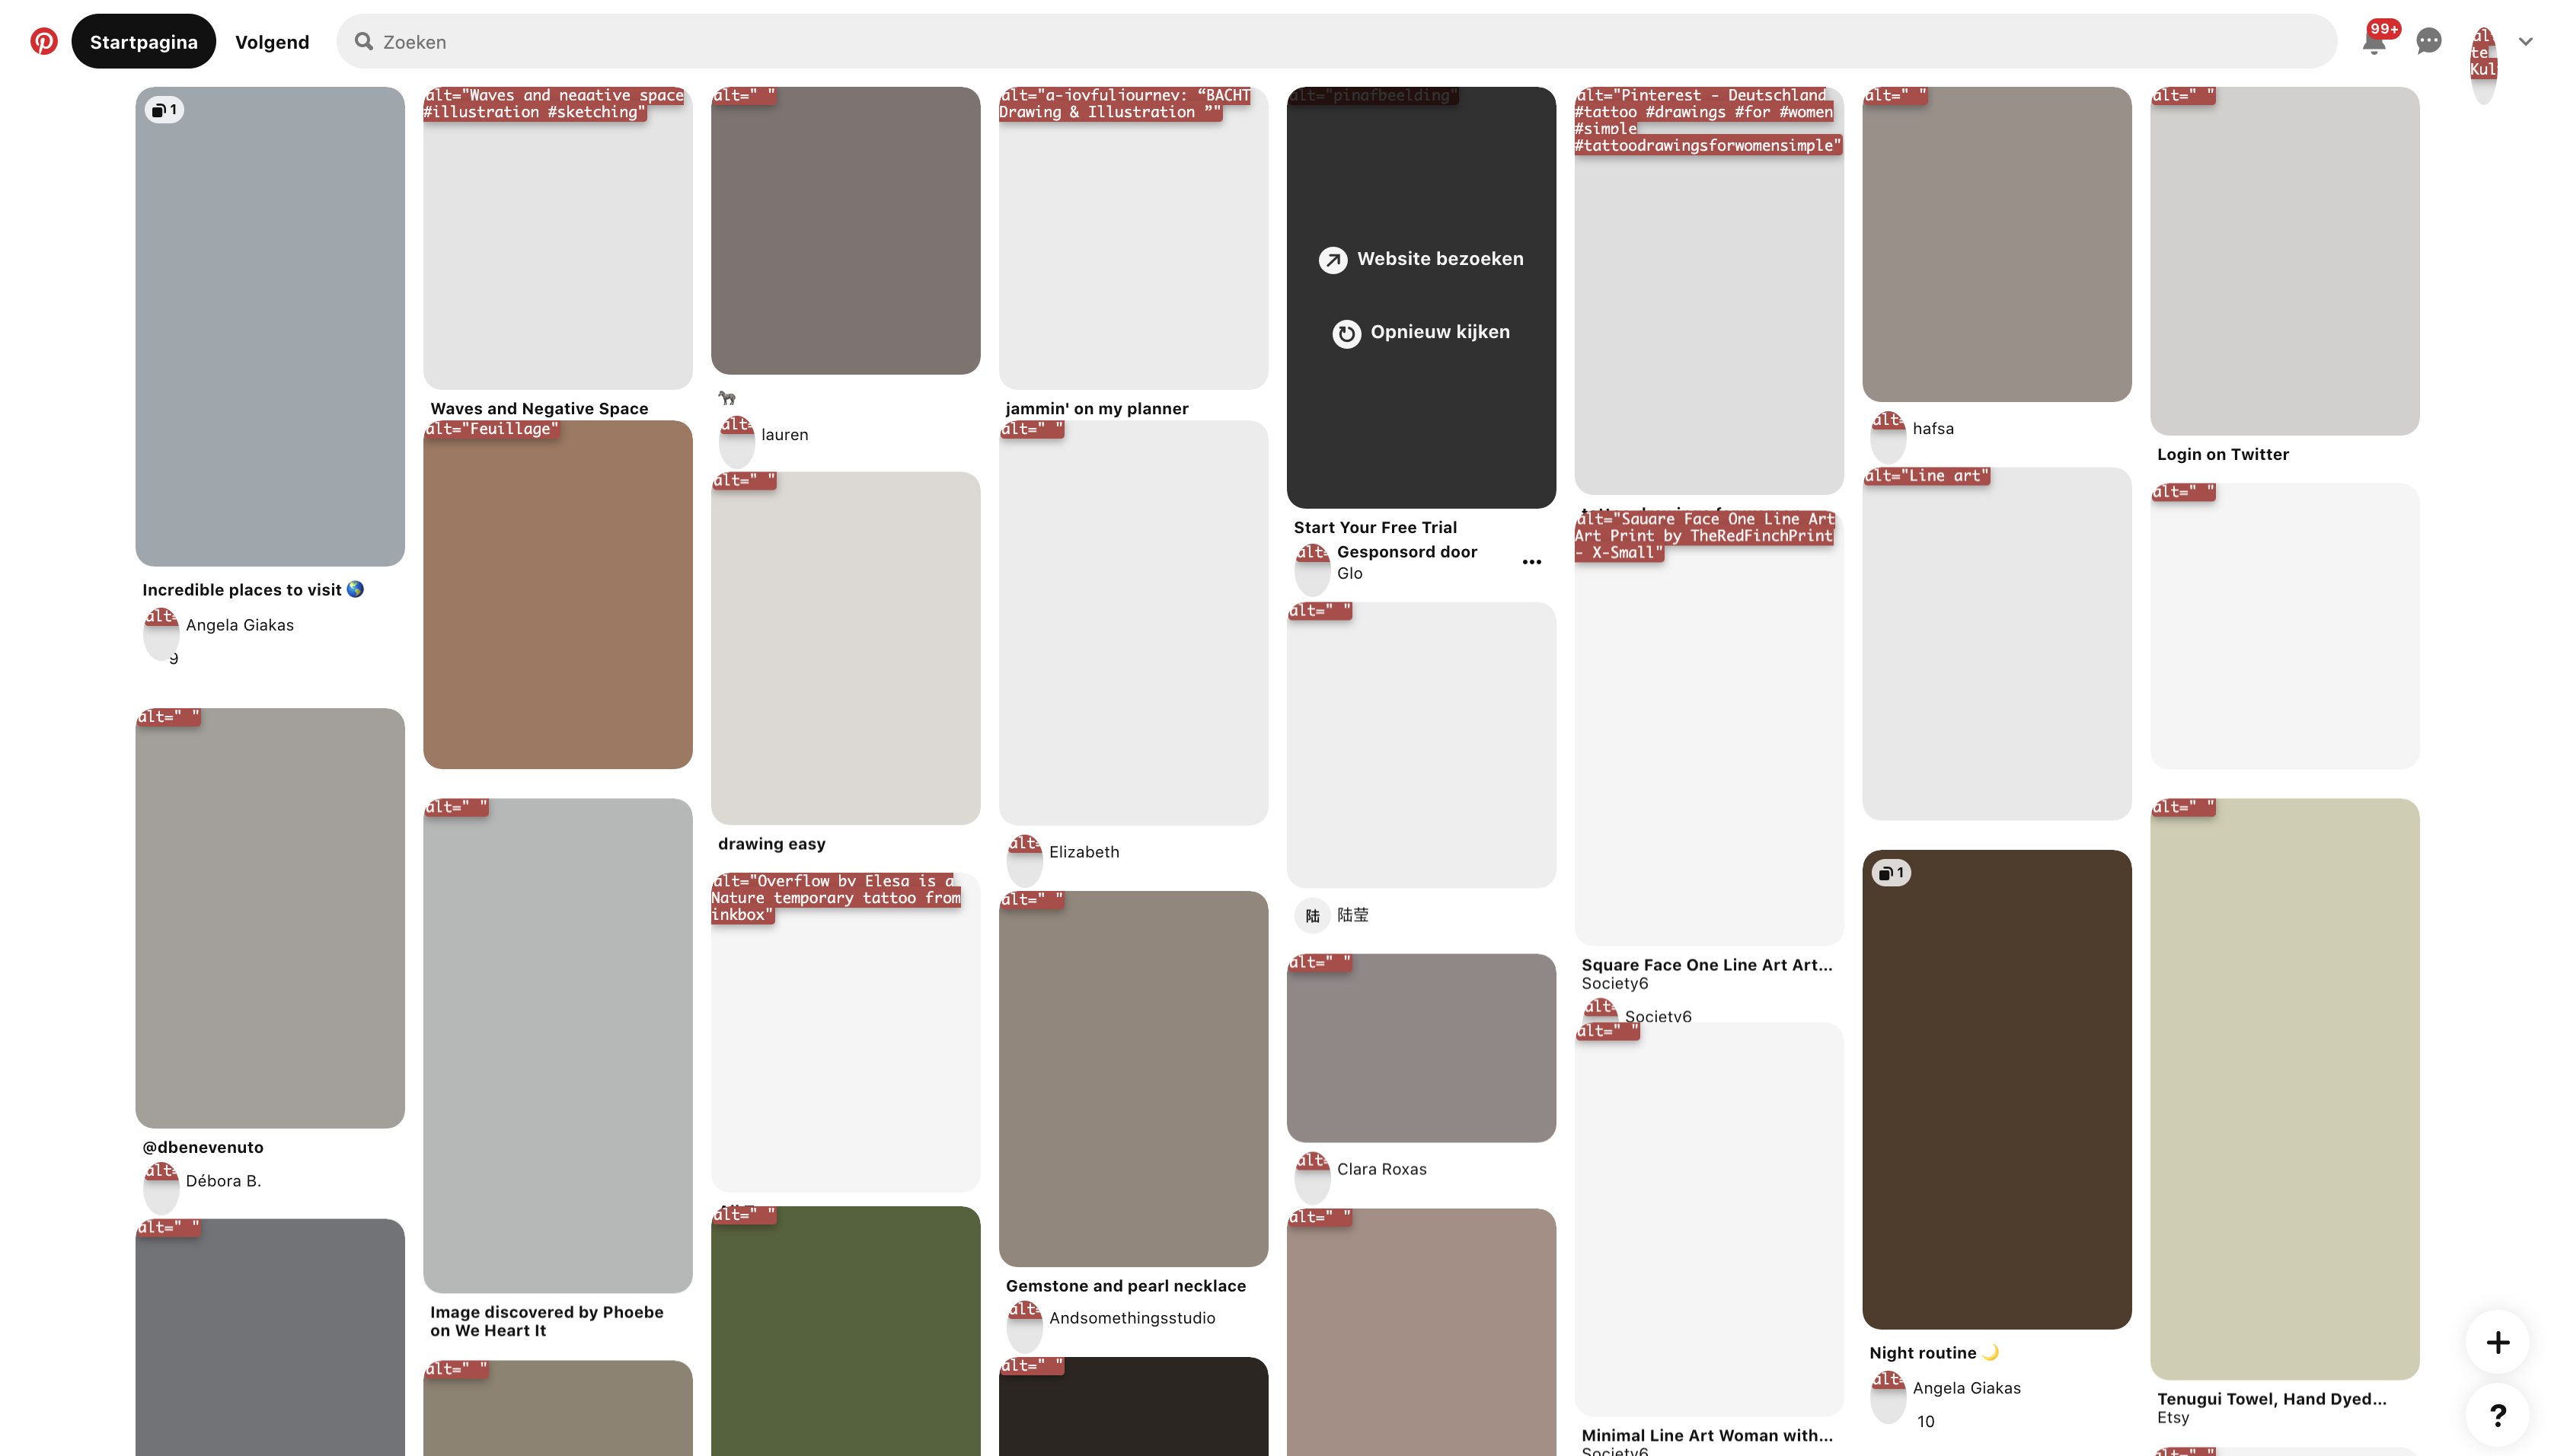 Startpagina
Volgend
Zoeken
99+
1
Incredible places to visit 🌎
alt=
Angela Giakas
9
alt=" "
@dbenevenuto
alt=
Débora B.
alt=" "
alt="Waves and negative space
#illustration #sketching"
Waves and Negative Space
alt="Feuillage"
alt=" "
Image discovered by Phoebe
on We Heart It
alt=" "
alt=" "
🦓
alt=
lauren
alt=" "
drawing easy
alt="Overflow by Elesa is a
Nature temporary tattoo from
inkbox"
alt=" "
alt="a-joyfuljourney: “BACHT
Drawing & Illustration ”"
jammin' on my planner
alt=" "
alt=
Elizabeth
alt=" "
Gemstone and pearl necklace
alt=
Andsomethingsstudio
alt=" "
alt="pinafbeelding"
Website bezoeken
Opnieuw kijken
Start Your Free Trial
alt=
Gesponsord door
Glo
alt=" "
陆 陆莹
alt=" "
alt=
Clara Roxas
alt=" "
alt="Pinterest - Deutschland
#tattoo #drawings #for #women
#simple
#tattoodrawingsforwomensimple"
alt="Square Face One Line Art
Art Print by TheRedFinchPrint
- X-Small"
Square Face One Line Art Art...
Society6
alt=
Society6
alt=" "
Minimal Line Art Woman with...
Society6
alt=" "
alt=
hafsa
alt="Line art"
1
Night routine 🌙
alt=
Angela Giakas
10
alt=" "
Login on Twitter
alt=" "
alt=" "
Tenugui Towel, Hand Dyed...
Etsy
alt=" "
+
?